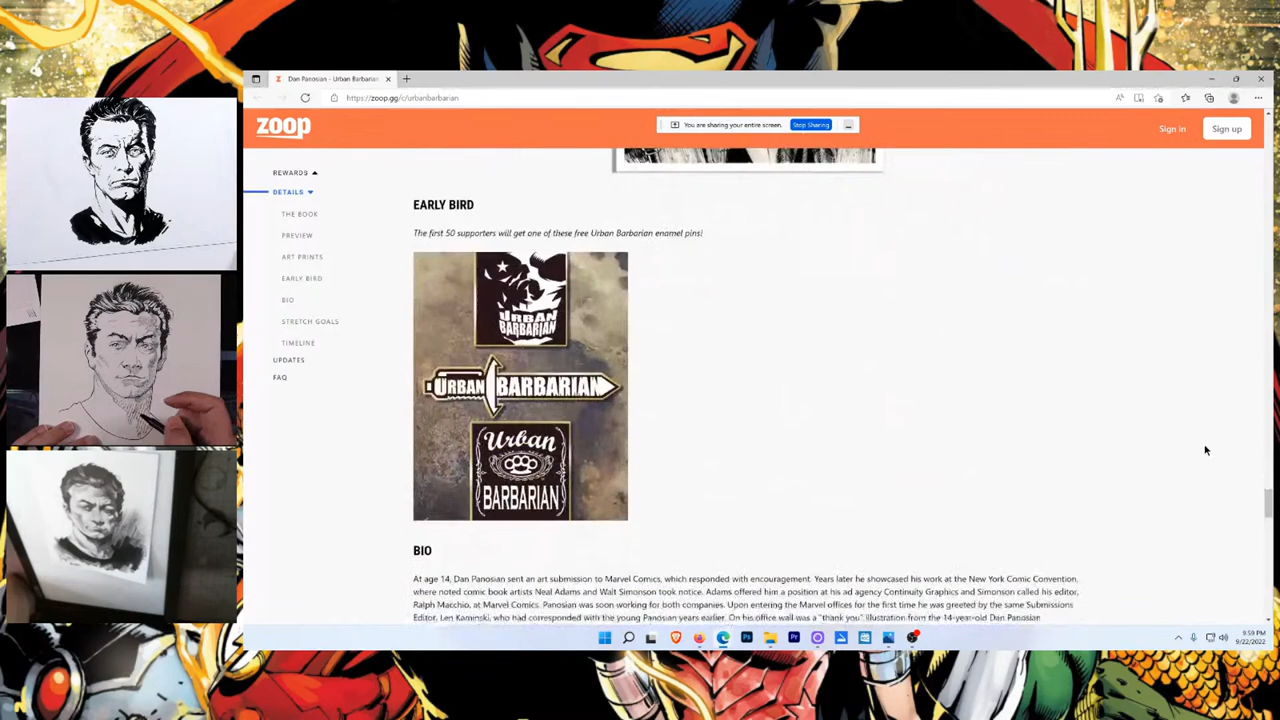 Dan Panosian - Urban Barbarian
https://zoop.gg/c/urbanbarbarian
zoop
You are sharing your entire screen.
Stop Sharing
Sign in
Sign up
REWARDS
DETAILS
THE BOOK
PREVIEW
ART PRINTS
EARLY BIRD
BIO
STRETCH GOALS
TIMELINE
UPDATES
FAQ
EARLY BIRD
The first 50 supporters will get one of these free Urban Barbarian enamel pins!
URBAN
BARBARIAN
URBAN BARBARIAN
Urban
BARBARIAN
BIO
At age 14, Dan Panosian sent an art submission to Marvel Comics, which responded with encouragement. Years later he showcased his work at the New York Comic Convention,
where noted comic book artists Neal Adams and Walt Simonson took notice. Adams offered him a position at his ad agency Continuity Graphics and Simonson called his editor,
Ralph Macchio, at Marvel Comics. Panosian was soon working for both companies. Upon entering the Marvel offices for the first time he was greeted by the same Submissions
Editor, Len Kaminski, who had corresponded with the young Panosian years earlier. On his office wall was a "thank you" illustration from the 14-year-old Dan Panosian
9:59 PM
9/22/2022